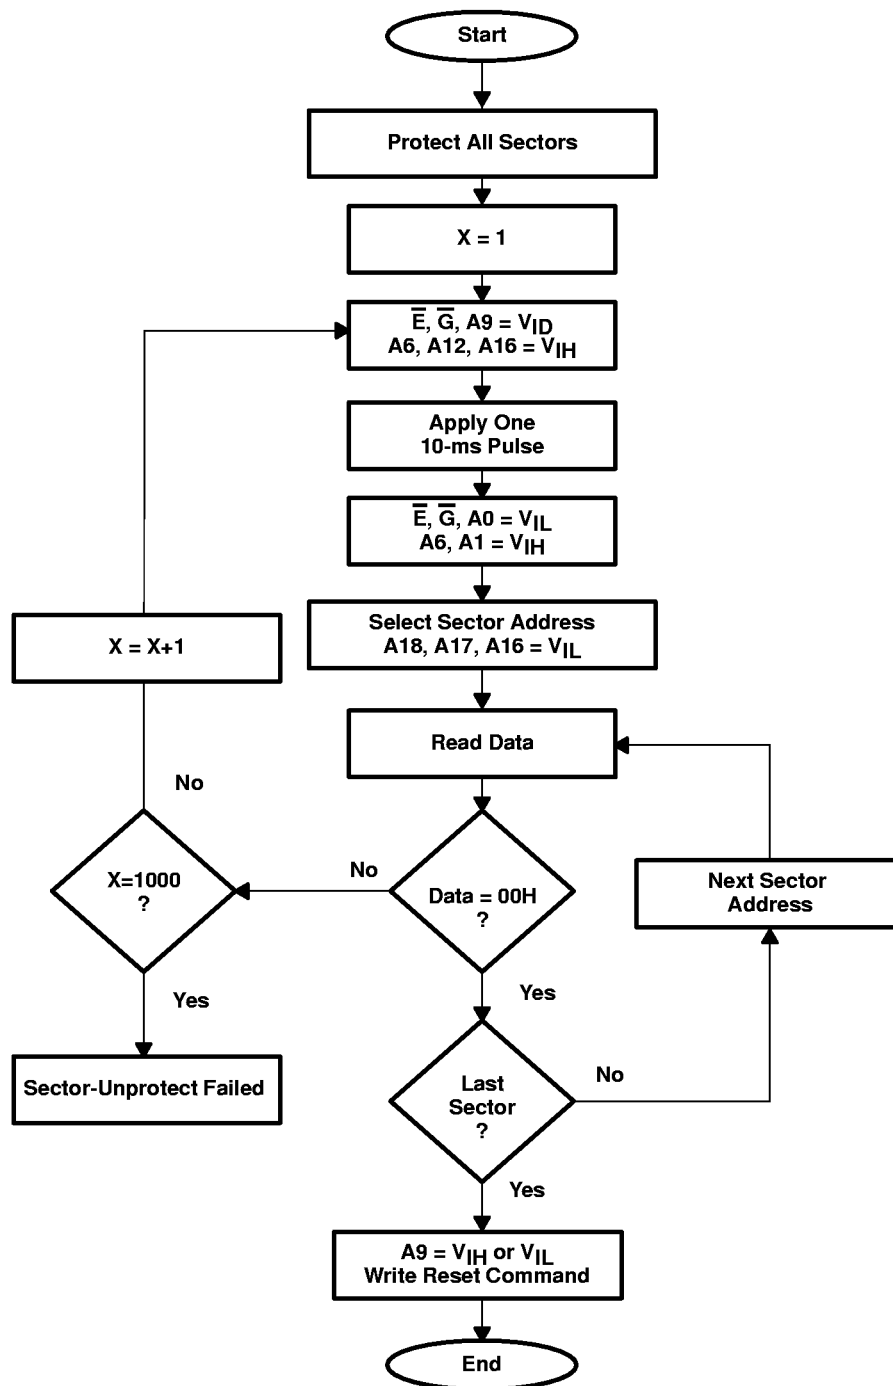 Start
Protect All Sectors
X = 1
E̅, G̅, A9 = VID
A6, A12, A16 = VIH
Apply One
10-ms Pulse
E̅, G̅, A0 = VIL
A6, A1 = VIH
X = X+1
Select Sector Address
A18, A17, A16 = VIL
Read Data
No
X=1000
?
No
Data = 00H
?
Next Sector
Address
Yes
Yes
Sector-Unprotect Failed
Last
Sector
?
No
Yes
A9 = VIH or VIL
Write Reset Command
End